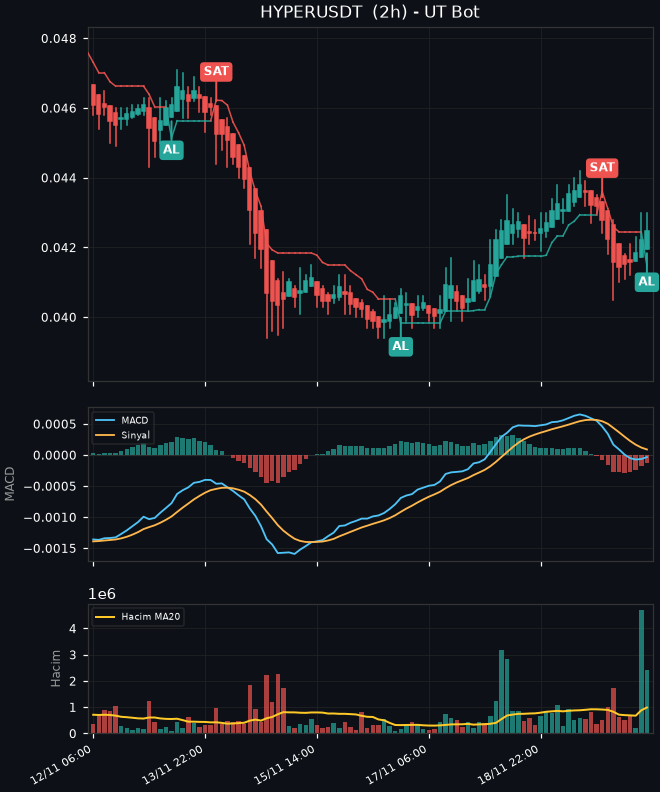 HYPERUSDT  (2h) - UT Bot
0.048
0.046
0.044
0.042
0.040
SAT
AL
SAT
AL
AL
MACD
0.0005
0.0000
−0.0005
−0.0010
−0.0015
MACD
Sinyal
1e6
Hacim
4
3
2
1
0
Hacim MA20
12/11 06:00
13/11 22:00
15/11 14:00
17/11 06:00
18/11 22:00